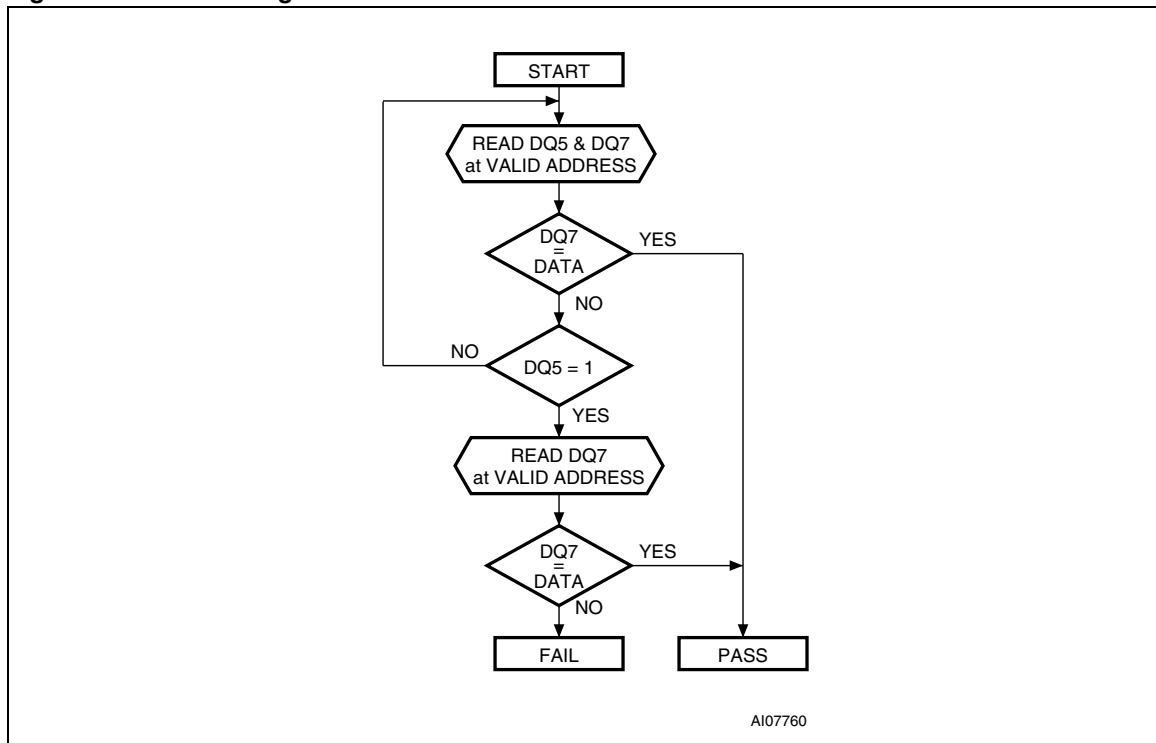 START
READ DQ5 & DQ7
at VALID ADDRESS
DQ7
=
DATA
YES
NO
DQ5 = 1
NO
YES
READ DQ7
at VALID ADDRESS
DQ7
=
DATA
YES
NO
FAIL
PASS
AI07760